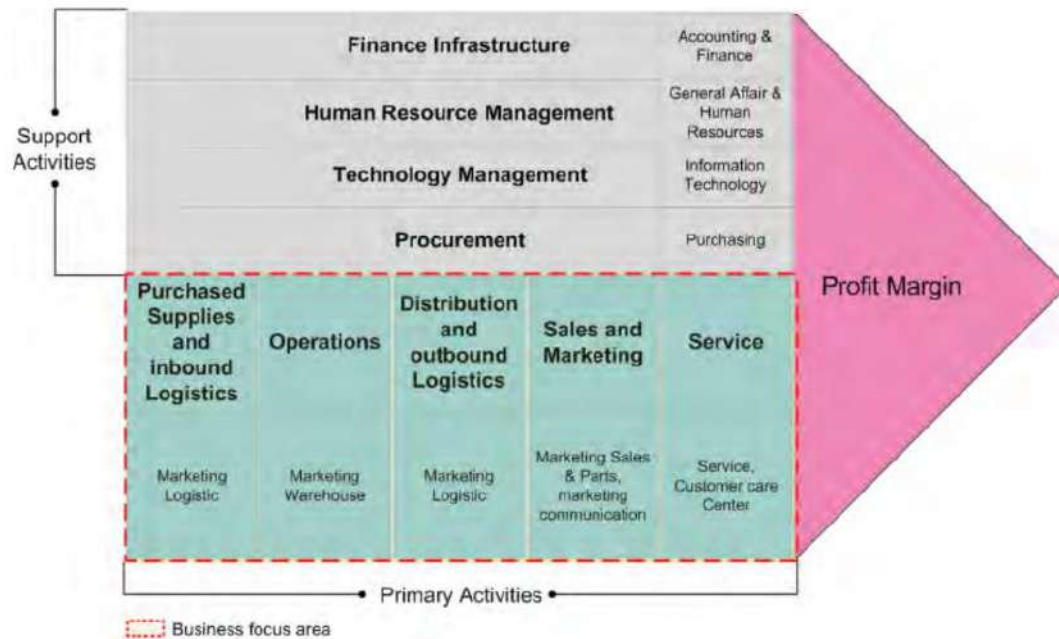 Finance Infrastructure
Accounting &
Finance
Human Resource Management
General Affair &
Human
Resources
Support
Activities
Technology Management
Information
Technology
Procurement
Purchasing
Purchased
Supplies
and
inbound
Logistics
Operations
Distribution
and
outbound
Logistics
Sales and
Marketing
Service
Profit Margin
Marketing
Logistic
Marketing
Warehouse
Marketing
Logistic
Marketing Sales
& Parts,
marketing
communication
Service,
Customer care
Center
Primary Activities
Business focus area